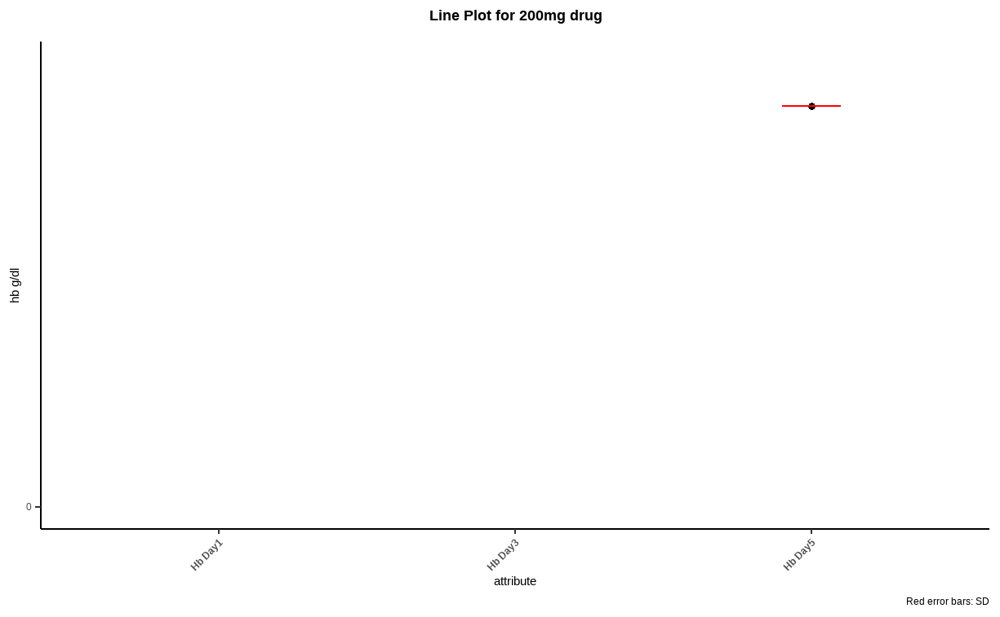 Line Plot for 200mg drug
hb g/dl
0
Hb Day1
Hb Day3
Hb Day5
attribute
Red error bars: SD